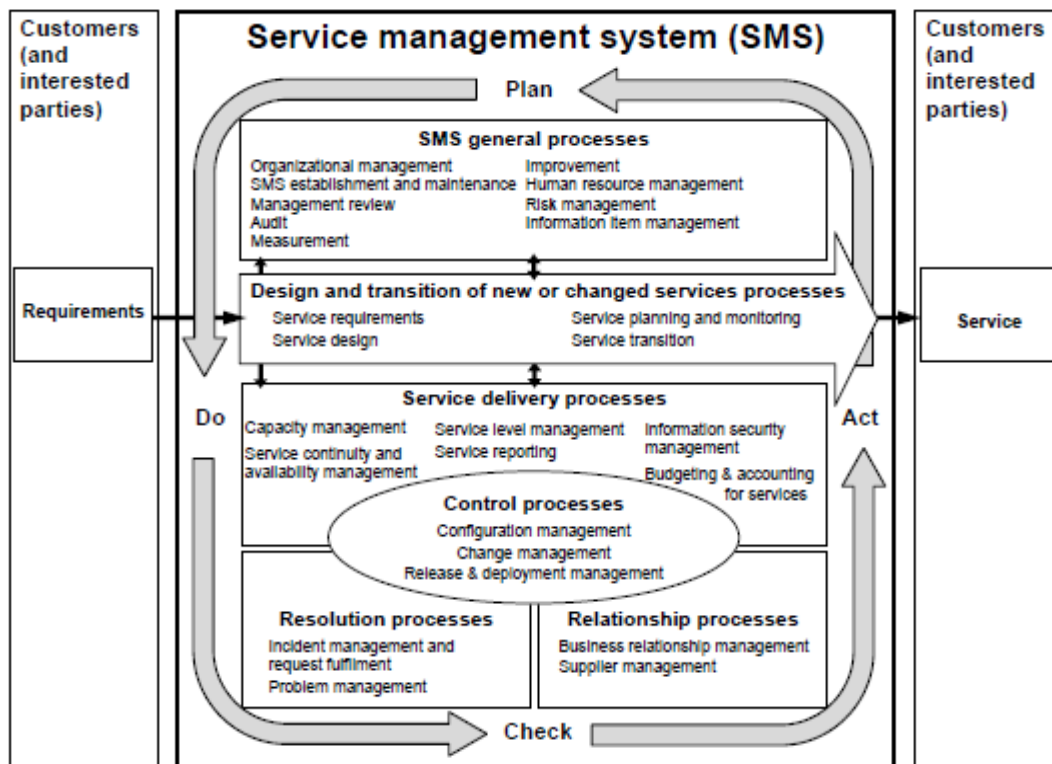 Customers
(and
interested
parties)
Service management system (SMS)
Customers
(and
interested
parties)
Plan
SMS general processes
Organizational management
SMS establishment and maintenance
Management review
Audit
Measurement
Improvement
Human resource management
Risk management
Information item management
Requirements
Design and transition of new or changed services processes
Service requirements
Service design
Service planning and monitoring
Service transition
Service
Do
Act
Service delivery processes
Capacity management
Service continuity and
availability management
Service level management
Service reporting
Information security
management
Budgeting & accounting
for services
Control processes
Configuration management
Change management
Release & deployment management
Resolution processes
Incident management and
request fulfilment
Problem management
Relationship processes
Business relationship management
Supplier management
Check